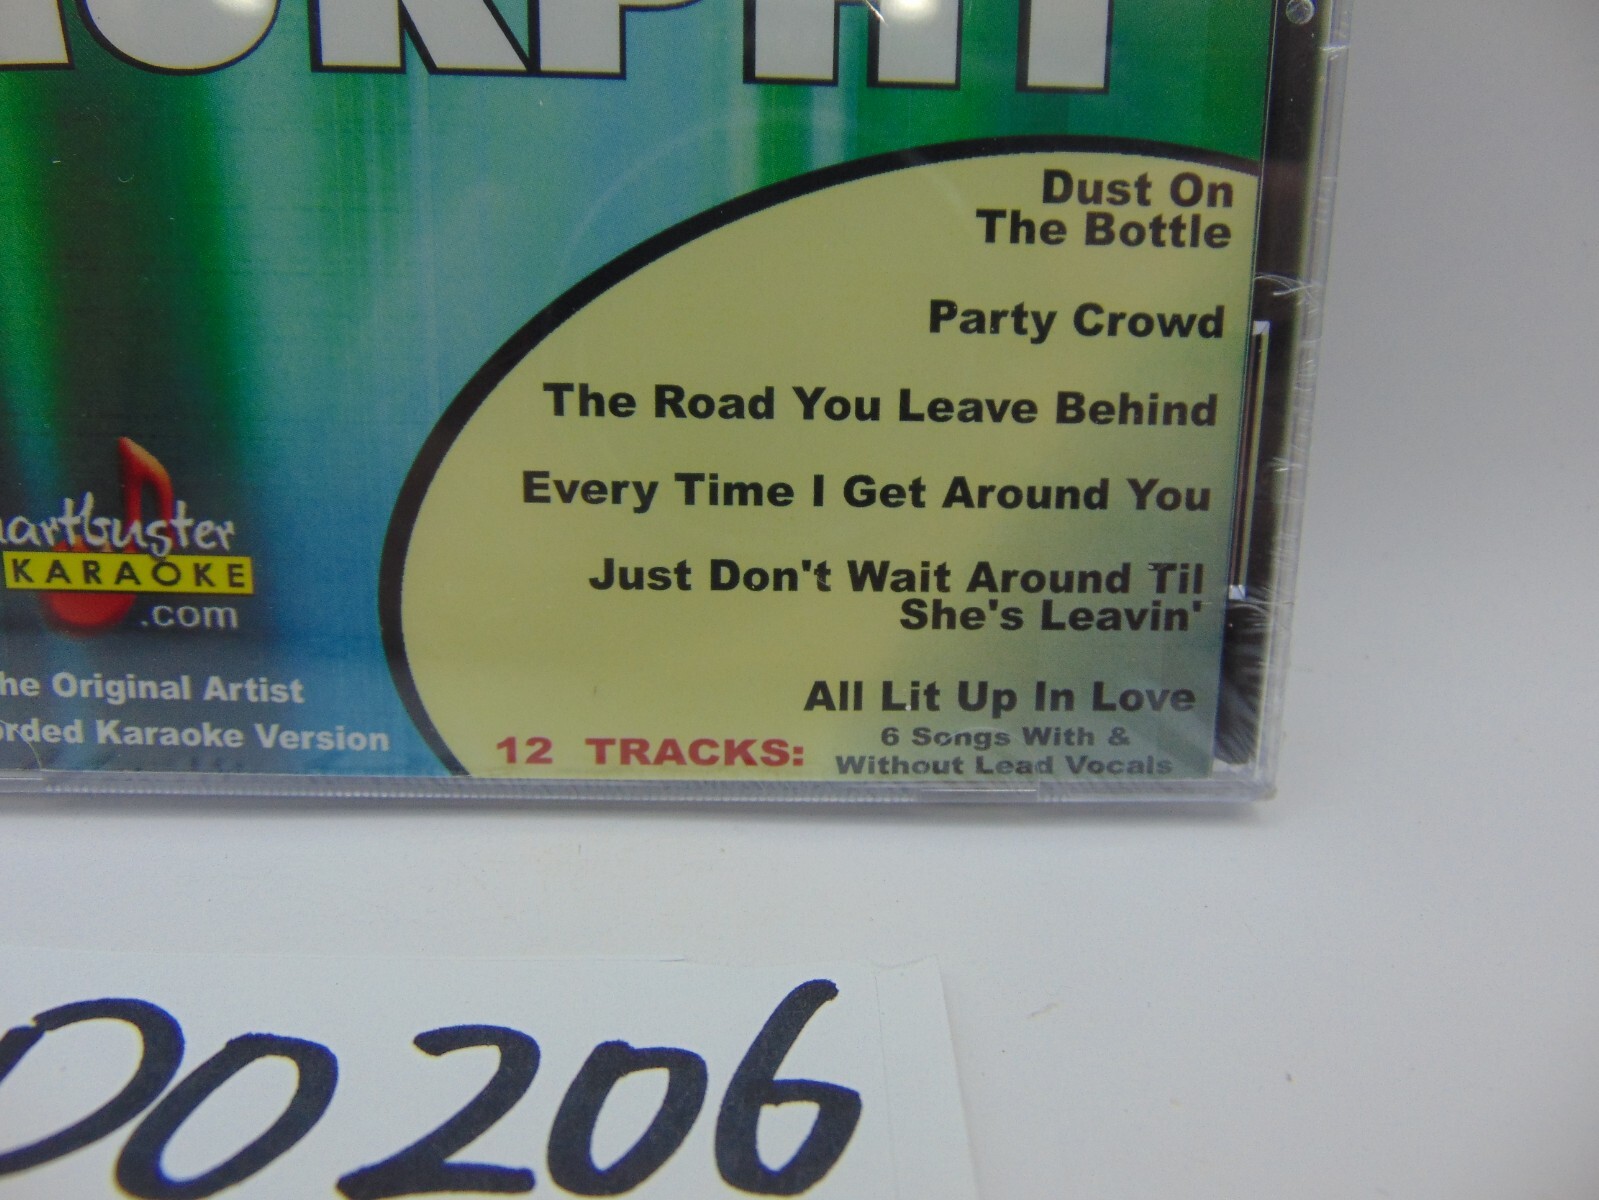 Dust On
The Bottle
Party Crowd
The Road You Leave Behind
Every Time I Get Around You
Just Don't Wait Around Til
She's Leavin'
All Lit Up In Love
12 TRACKS: 6 Songs With &
Without Lead Vocals
KARAOKE
.com
Original Artist
Karaoke Version
00206